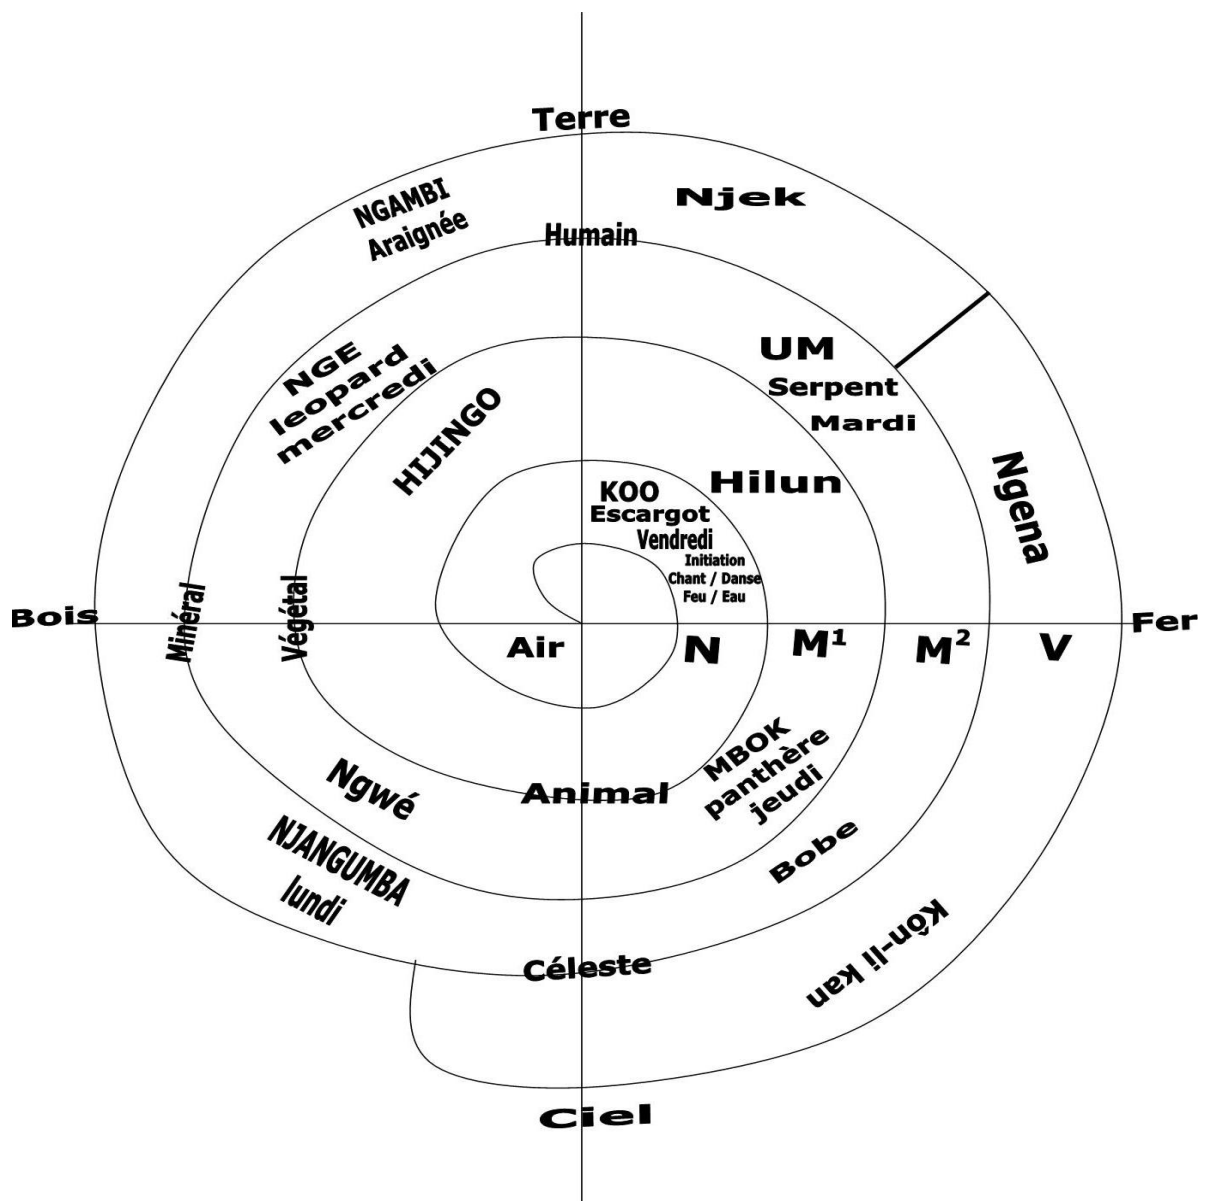 Terre
NGAMBI
Araignée
Njek
Humain
UM
Serpent
Mardi
NGE
leopard
mercredi
HIJINGO
Hilun
KOO
Escargot
Vendredi
Initiation
Chant / Danse
Feu / Eau
Ngena
Bois
Minéral
Végétal
Air
N
M¹
M²
V
Fer
MBOK
panthère
jeudi
Ngwé
Animal
NJANGUMBA
lundi
Bobe
Kôn-li kan
Céleste
Ciel